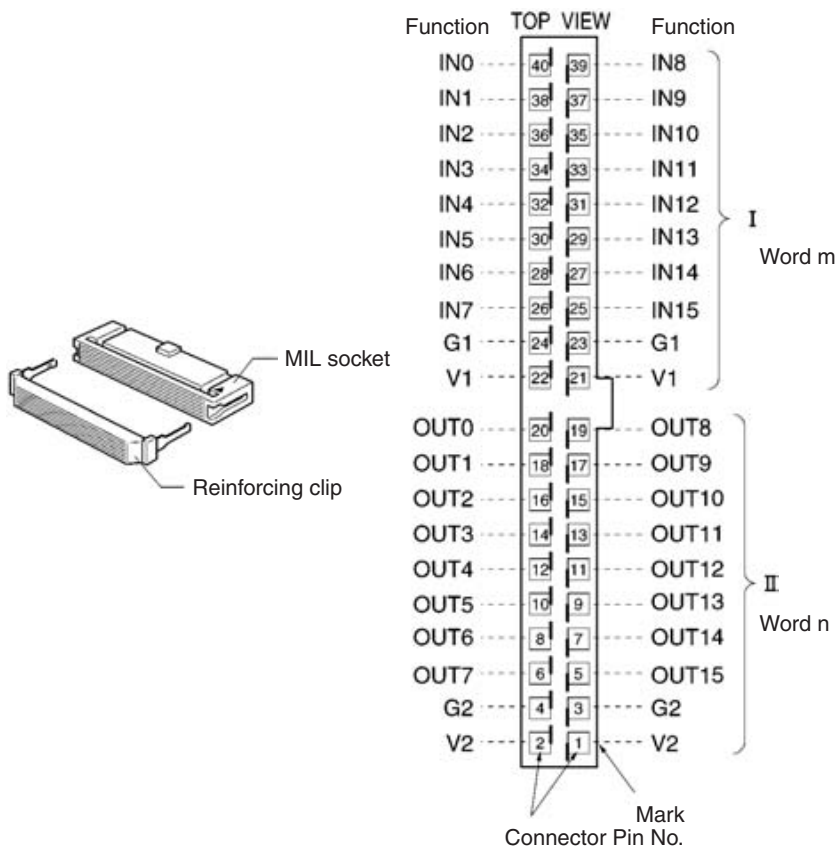 Function TOP VIEW Function
IN0 40 39 IN8
IN1 38 37 IN9
IN2 36 35 IN10
IN3 34 33 IN11
IN4 32 31 IN12
I
IN5 30 29 IN13
Word m
IN6 28 27 IN14
IN7 26 25 IN15
G1 24 23 G1
MIL socket
V1 22 21 V1
OUT0 20 19 OUT8
OUT1 18 17 OUT9
Reinforcing clip
OUT2 16 15 OUT10
OUT3 14 13 OUT11
OUT4 12 11 OUT12
II
OUT5 10 9 OUT13
Word n
OUT6 8 7 OUT14
OUT7 6 5 OUT15
G2 4 3 G2
V2 2 1 V2
Mark
Connector Pin No.